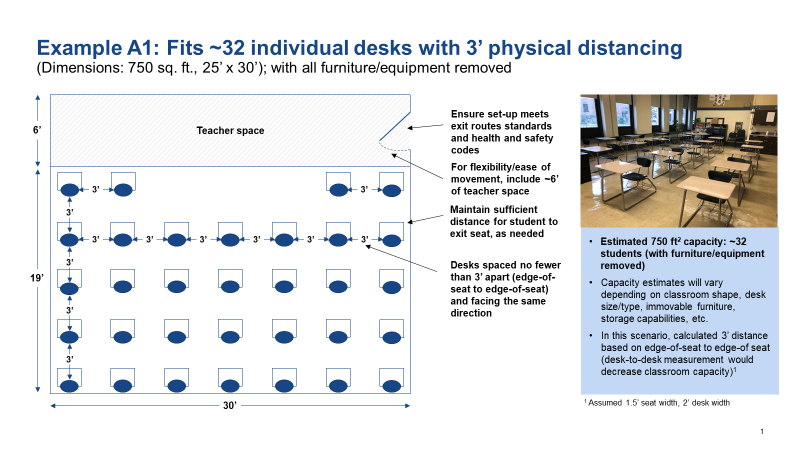 Example A1: Fits ~32 individual desks with 3’ physical distancing
(Dimensions: 750 sq. ft., 25’ x 30’); with all furniture/equipment removed
6’
Teacher space
19’
3’ 3’
3’
3’ 3’ 3’ 3’ 3’ 3’
3’
3’
3’
30’
Ensure set-up meets
exit routes standards
and health and safety
codes
For flexibility/ease of
movement, include ~6’
of teacher space
Maintain sufficient
distance for student to
exit seat, as needed
Desks spaced no fewer
than 3’ apart (edge-of-
seat to edge-of-seat)
and facing the same
direction
• Estimated 750 ft² capacity: ~32
students (with furniture/equipment
removed)
• Capacity estimates will vary
depending on classroom shape, desk
size/type, immovable furniture,
storage capabilities, etc.
• In this scenario, calculated 3’ distance
based on edge-of-seat to edge-of seat
(desk-to-desk measurement would
decrease classroom capacity)¹
¹ Assumed 1.5’ seat width, 2’ desk width
1